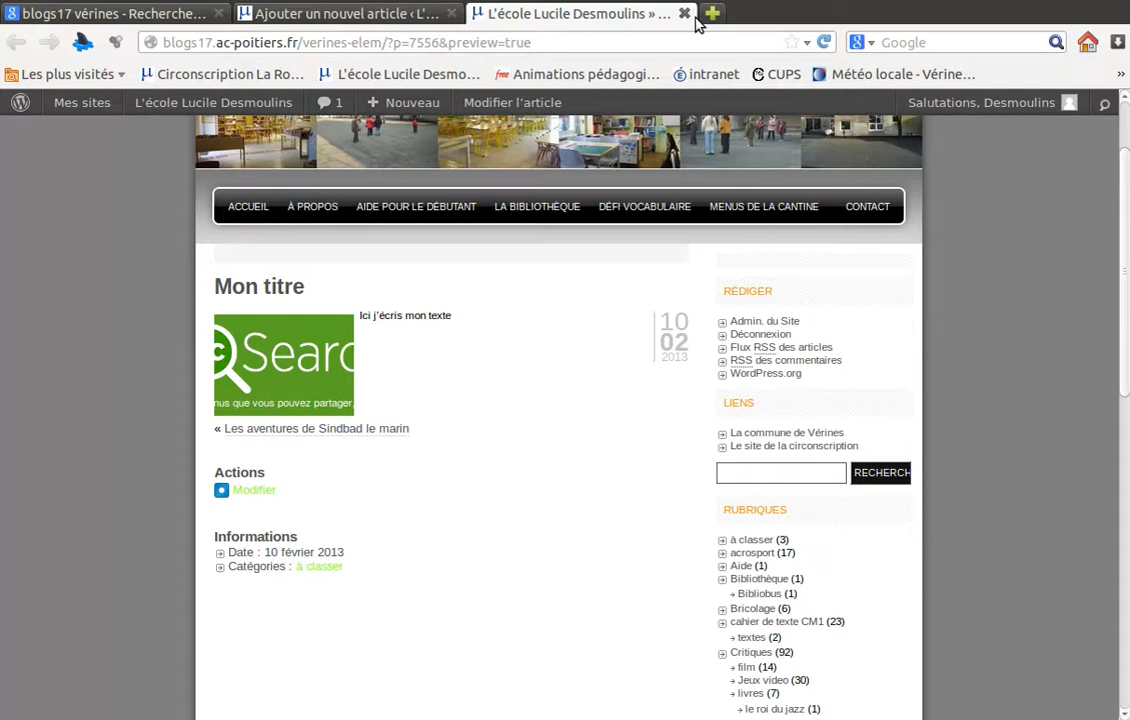 blogs17 vérines - Recherche...
Ajouter un nouvel article ‹ L'...
L'école Lucile Desmoulins » ...
blogs17.ac-poitiers.fr/verines-elem/?p=7556&preview=true
Google
Les plus visités
Circonscription La Ro...
L'école Lucile Desmo...
free Animations pédagogi...
intranet
CUPS
Météo locale - Vérine...
»
Mes sites
L'école Lucile Desmoulins
1
+ Nouveau
Modifier l'article
Salutations, Desmoulins
ACCUEIL
À PROPOS
AIDE POUR LE DÉBUTANT
LA BIBLIOTHÈQUE
DÉFI VOCABULAIRE
MENUS DE LA CANTINE
CONTACT
Mon titre
Ici j'écris mon texte
10
02
2013
Searc
nus que vous pouvez partager,
« Les aventures de Sindbad le marin
Actions
Modifier
Informations
Date : 10 février 2013
Catégories : à classer
RÉDIGER
Admin. du Site
Déconnexion
Flux RSS des articles
RSS des commentaires
WordPress.org
LIENS
La commune de Vérines
Le site de la circonscription
RECHERCH
RUBRIQUES
à classer (3)
acrosport (17)
Aide (1)
Bibliothèque (1)
Bibliobus (1)
Bricolage (6)
cahier de texte CM1 (23)
textes (2)
Critiques (92)
film (14)
Jeux video (30)
livres (7)
le roi du jazz (1)